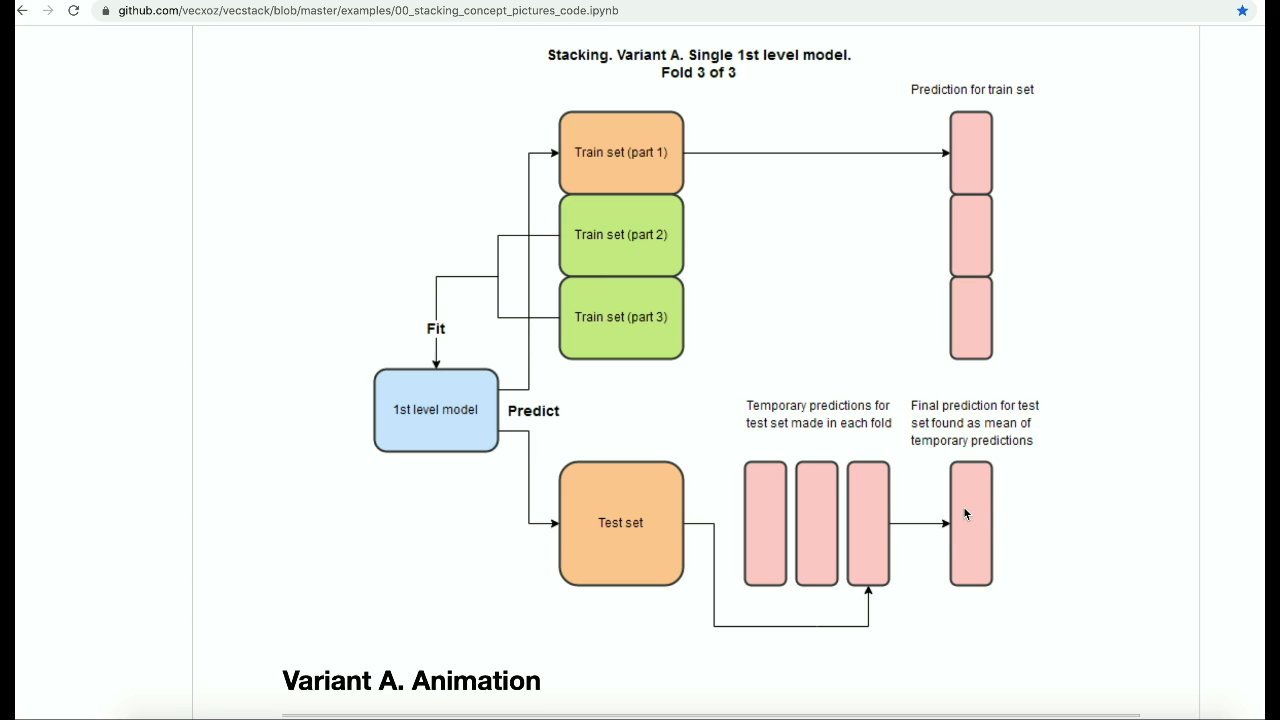 github.com/vecxoz/vecstack/blob/master/examples/00_stacking_concept_pictures_code.ipynb
Stacking. Variant A. Single 1st level model.
Fold 3 of 3
Prediction for train set
Train set (part 1)
Train set (part 2)
Train set (part 3)
Fit
1st level model
Predict
Temporary predictions for
test set made in each fold
Final prediction for test
set found as mean of
temporary predictions
Test set
Variant A. Animation